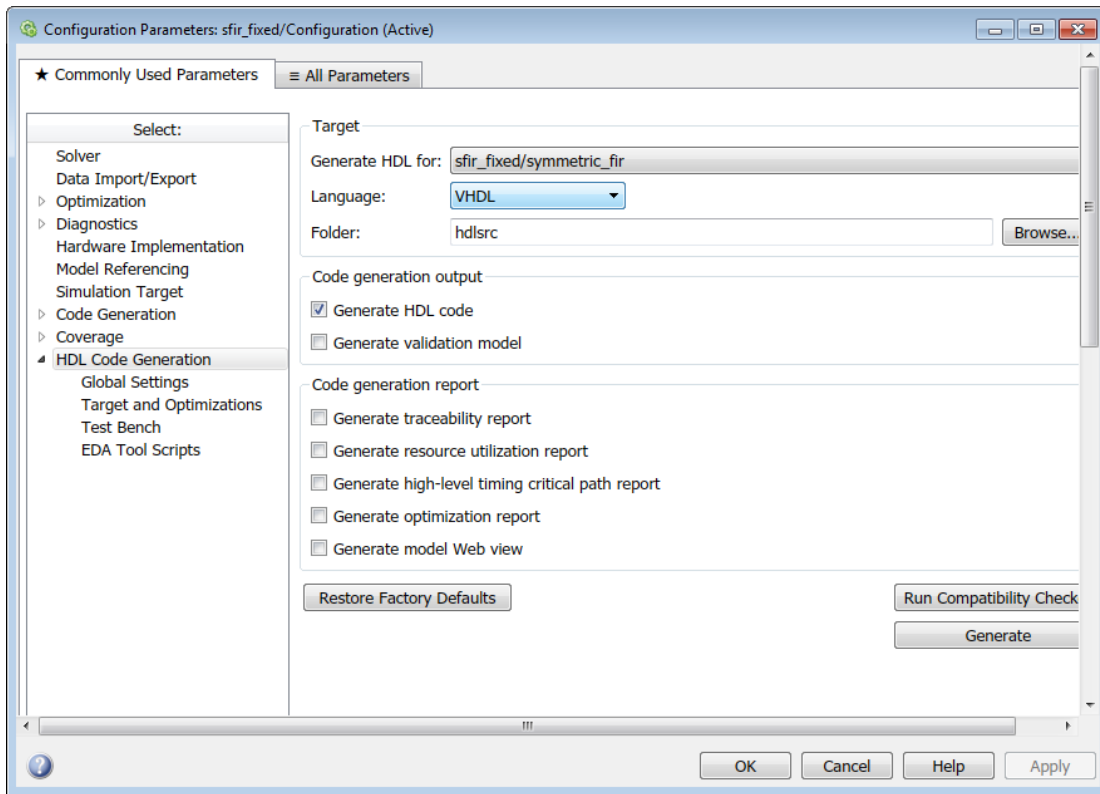 Configuration Parameters: sfir_fixed/Configuration (Active)
★ Commonly Used Parameters
≡ All Parameters
Select:
Solver
Data Import/Export
Optimization
Diagnostics
Hardware Implementation
Model Referencing
Simulation Target
Code Generation
Coverage
HDL Code Generation
Global Settings
Target and Optimizations
Test Bench
EDA Tool Scripts
Target
Generate HDL for: sfir_fixed/symmetric_fir
Language: VHDL
Folder: hdlsrc Browse...
Code generation output
Generate HDL code
Generate validation model
Code generation report
Generate traceability report
Generate resource utilization report
Generate high-level timing critical path report
Generate optimization report
Generate model Web view
Restore Factory Defaults Run Compatibility Check
Generate
OK Cancel Help Apply